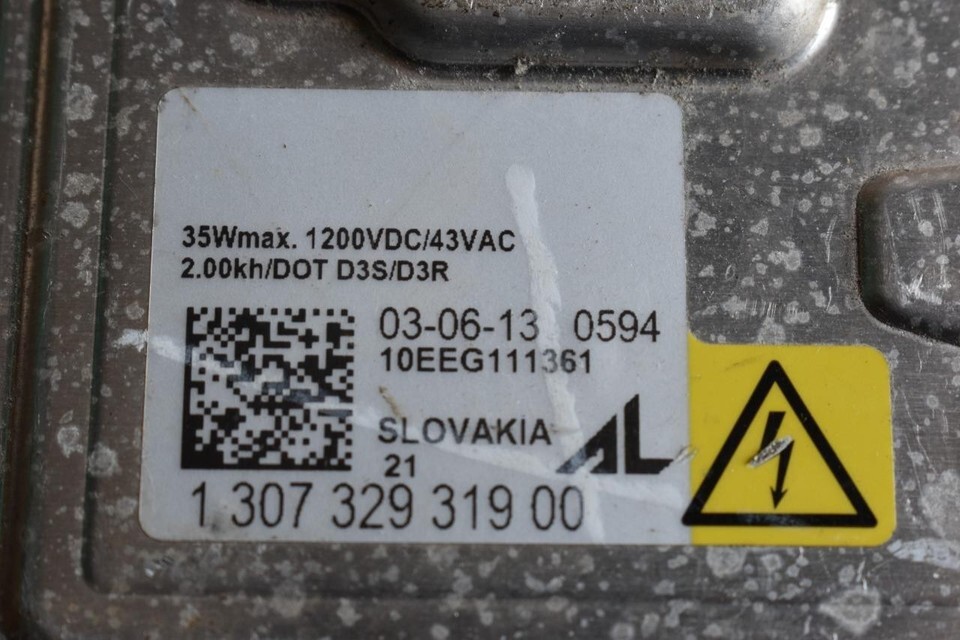 35Wmax. 1200VDC/43VAC
2.00kh/DOT D3S/D3R
03-06-13 0594
10EEG111361
SLOVAKIA
AL
21
1 307 329 319 00